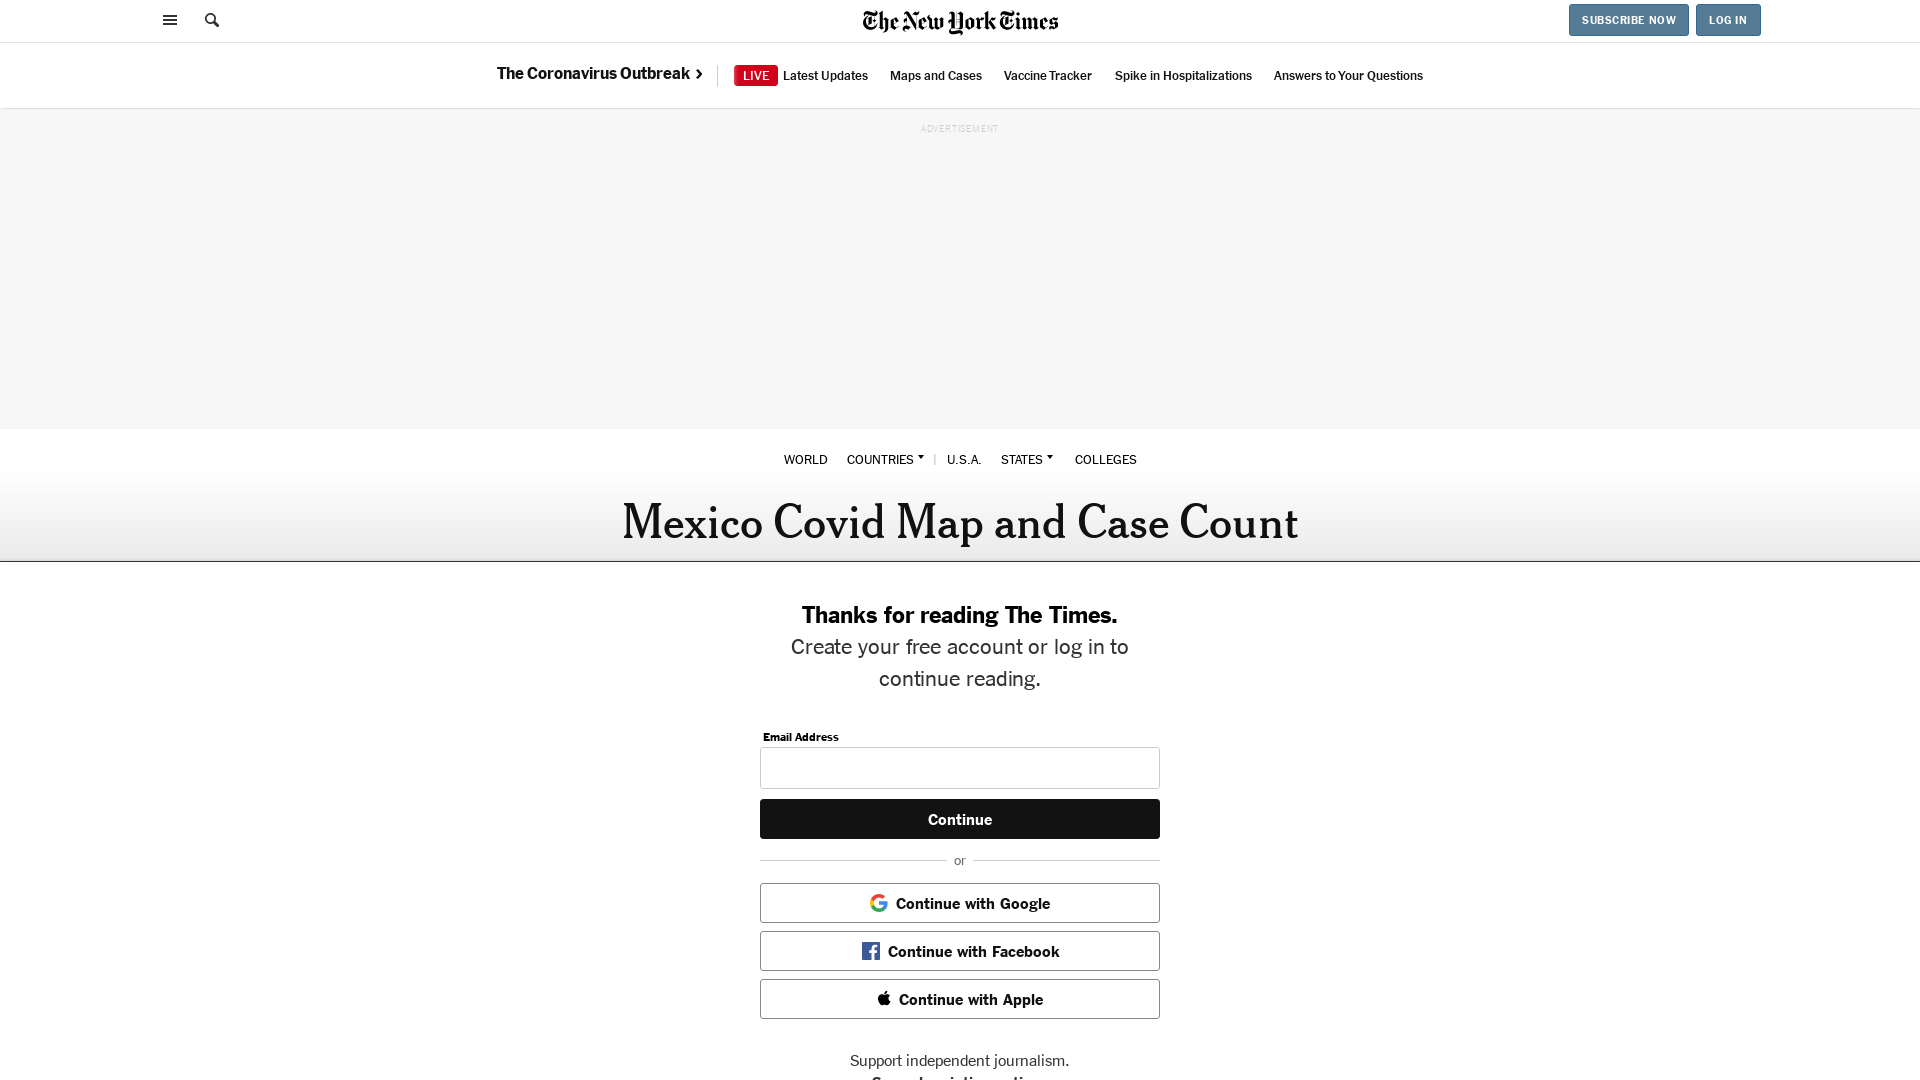 The New York Times
SUBSCRIBE NOW
LOG IN
The Coronavirus Outbreak
LIVE Latest Updates
Maps and Cases
Vaccine Tracker
Spike in Hospitalizations
Answers to Your Questions
ADVERTISEMENT
WORLD
COUNTRIES
U.S.A.
STATES
COLLEGES
Mexico Covid Map and Case Count
Thanks for reading The Times.
Create your free account or log in to
continue reading.
Email Address
Continue
or
Continue with Google
Continue with Facebook
Continue with Apple
Support independent journalism.